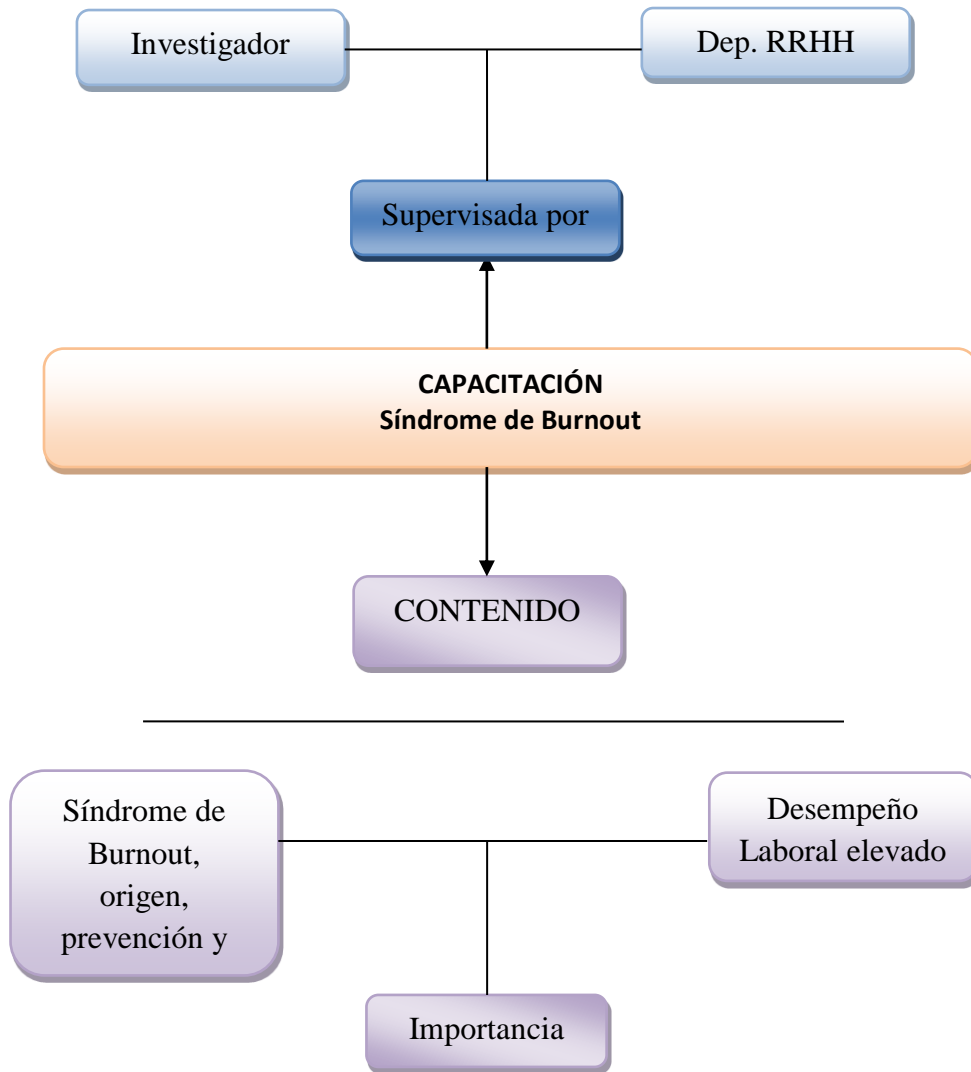 Investigador
Dep. RRHH
Supervisada por
CAPACITACIÓN
Síndrome de Burnout
CONTENIDO
Síndrome de
Burnout,
origen,
prevención y
Desempeño
Laboral elevado
Importancia